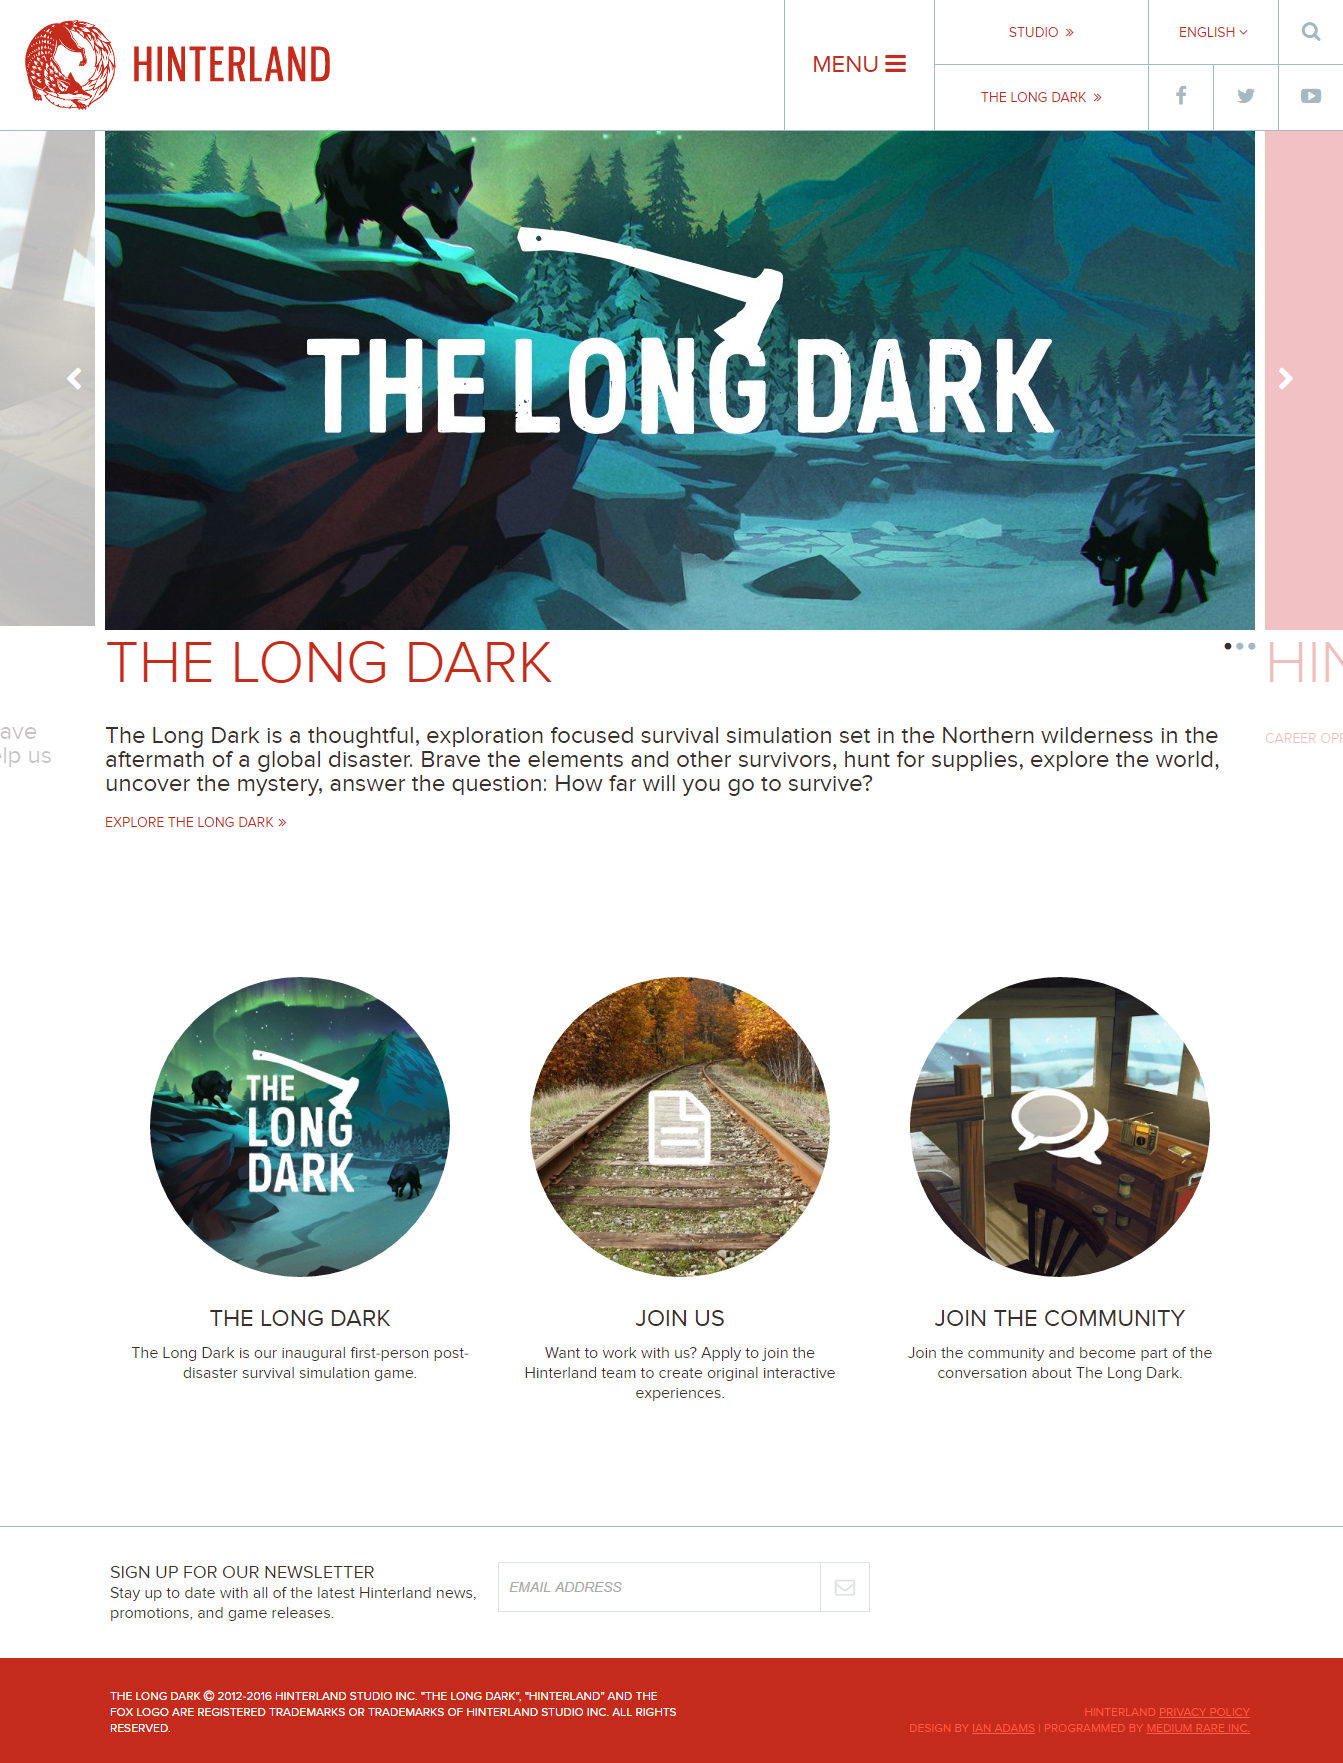 HINTERLAND
MENU
STUDIO »
ENGLISH
THE LONG DARK »
THE LONG DARK
THE LONG DARK
HIN
ave
elp us
The Long Dark is a thoughtful, exploration focused survival simulation set in the Northern wilderness in the
aftermath of a global disaster. Brave the elements and other survivors, hunt for supplies, explore the world,
uncover the mystery, answer the question: How far will you go to survive?
CAREER OPP
EXPLORE THE LONG DARK »
THE
LONG
DARK
THE LONG DARK
The Long Dark is our inaugural first-person post-
disaster survival simulation game.
JOIN US
Want to work with us? Apply to join the
Hinterland team to create original interactive
experiences.
JOIN THE COMMUNITY
Join the community and become part of the
conversation about The Long Dark.
SIGN UP FOR OUR NEWSLETTER
Stay up to date with all of the latest Hinterland news,
promotions, and game releases.
EMAIL ADDRESS
THE LONG DARK © 2012-2016 HINTERLAND STUDIO INC. "THE LONG DARK", "HINTERLAND" AND THE
FOX LOGO ARE REGISTERED TRADEMARKS OR TRADEMARKS OF HINTERLAND STUDIO INC. ALL RIGHTS
RESERVED.
HINTERLAND PRIVACY POLICY
DESIGN BY IAN ADAMS | PROGRAMMED BY MEDIUM RARE INC.